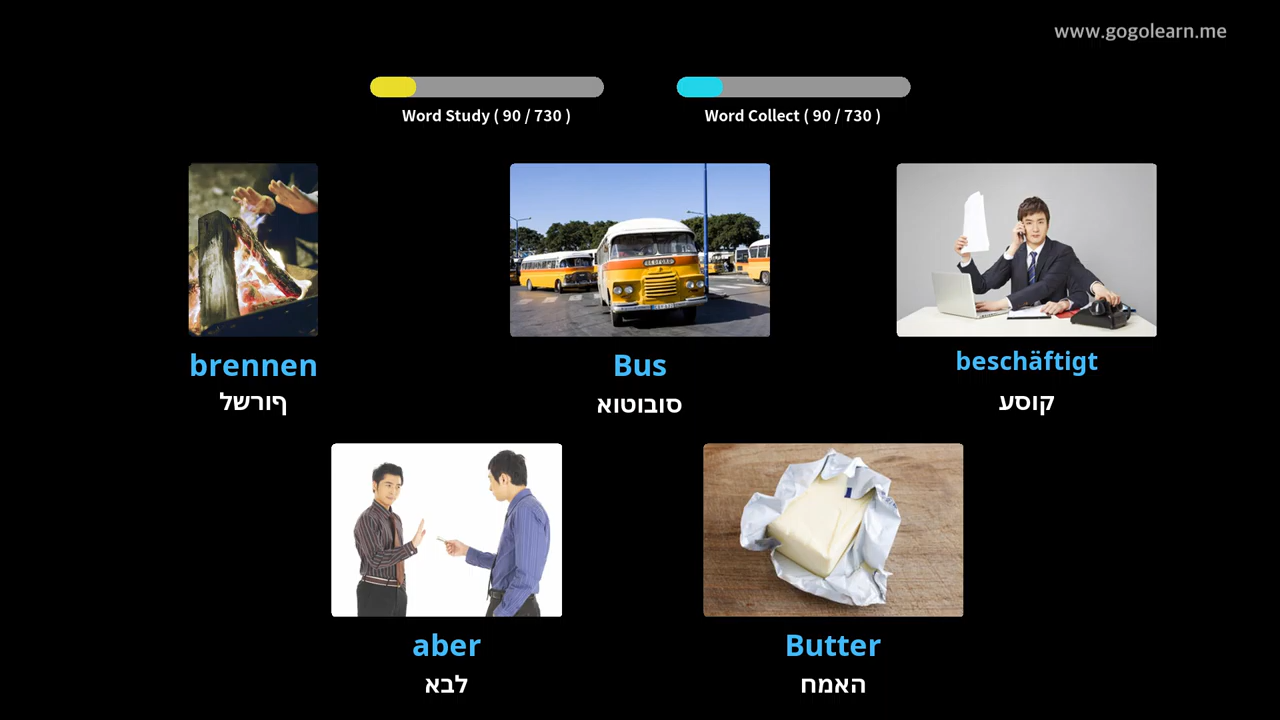 www.gogolearn.me
Word Study ( 90 / 730 )
Word Collect ( 90 / 730 )
brennen
ףורשל
Bus
סובוטוא
beschäftigt
קוסע
aber
לבא
Butter
האמח